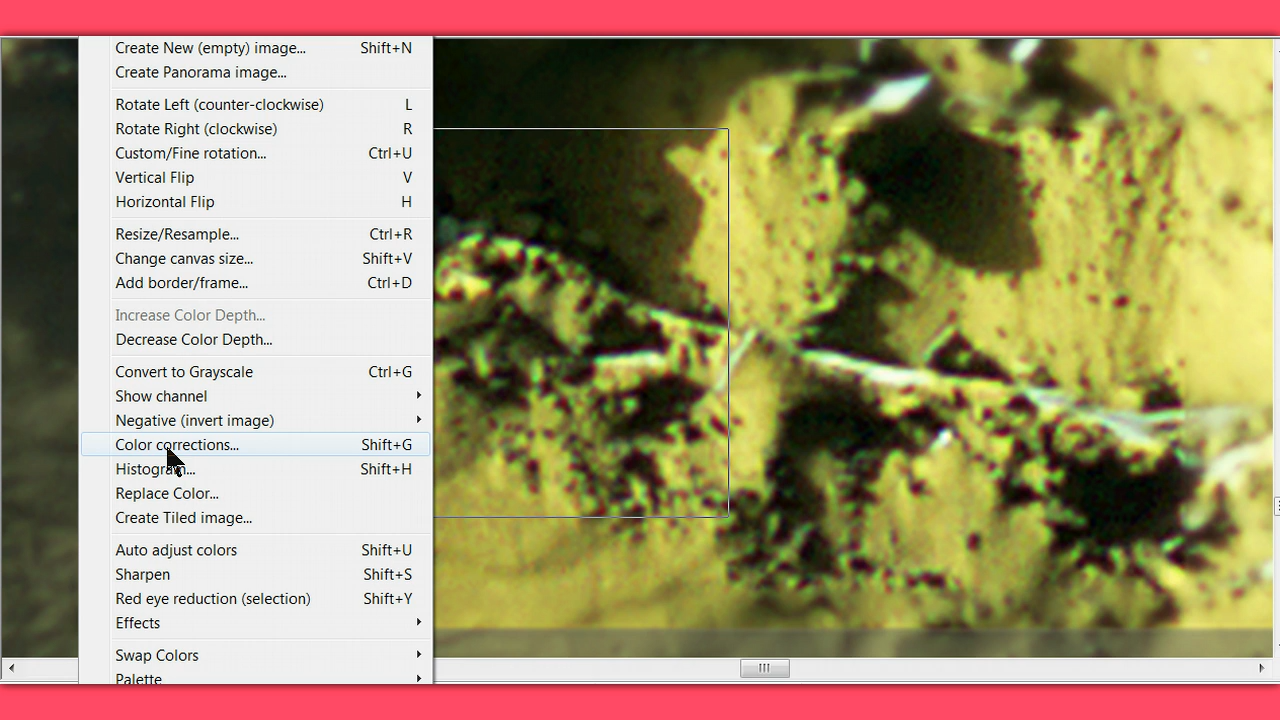 Create New (empty) image... Shift+N
Create Panorama image...
Rotate Left (counter-clockwise) L
Rotate Right (clockwise) R
Custom/Fine rotation... Ctrl+U
Vertical Flip V
Horizontal Flip H
Resize/Resample... Ctrl+R
Change canvas size... Shift+V
Add border/frame... Ctrl+D
Increase Color Depth...
Decrease Color Depth...
Convert to Grayscale Ctrl+G
Show channel
Negative (invert image)
Color corrections... Shift+G
Histogram... Shift+H
Replace Color...
Create Tiled image...
Auto adjust colors Shift+U
Sharpen Shift+S
Red eye reduction (selection) Shift+Y
Effects
Swap Colors
Palette